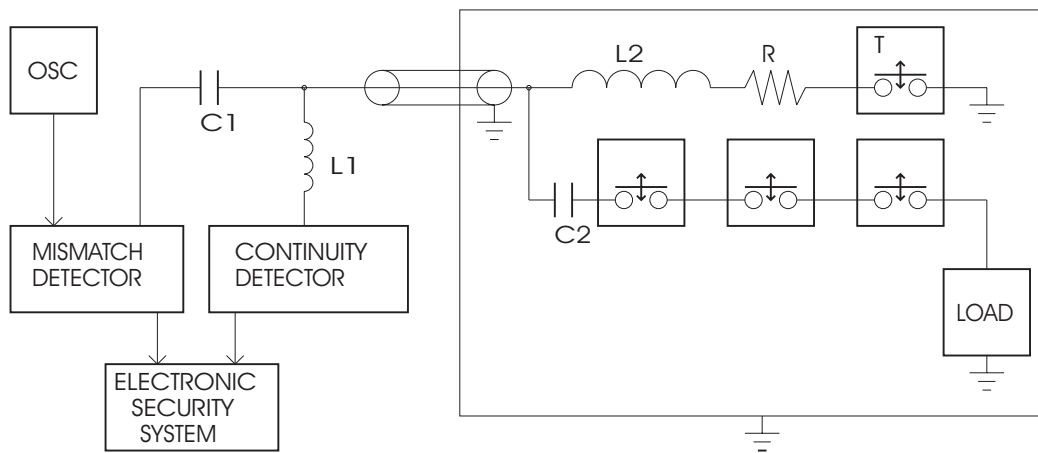 OSC
C1
L1
L2
R
T
C2
MISMATCH
DETECTOR
CONTINUITY
DETECTOR
LOAD
ELECTRONIC
SECURITY
SYSTEM